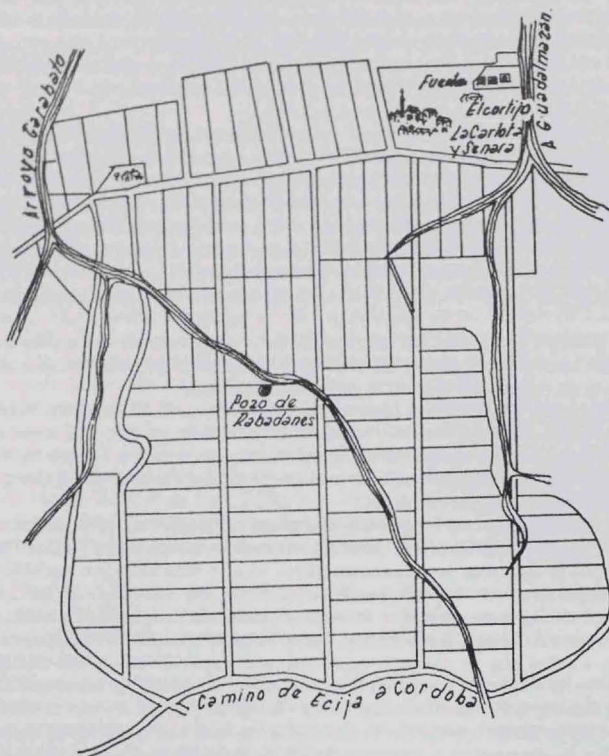 Arroyo Garabato
Fuente
El cortijo
La Carlota
y Senara
A. Guadalmazan.
Pozo de
Rabadanes
Camino de Ecija a Cordoba